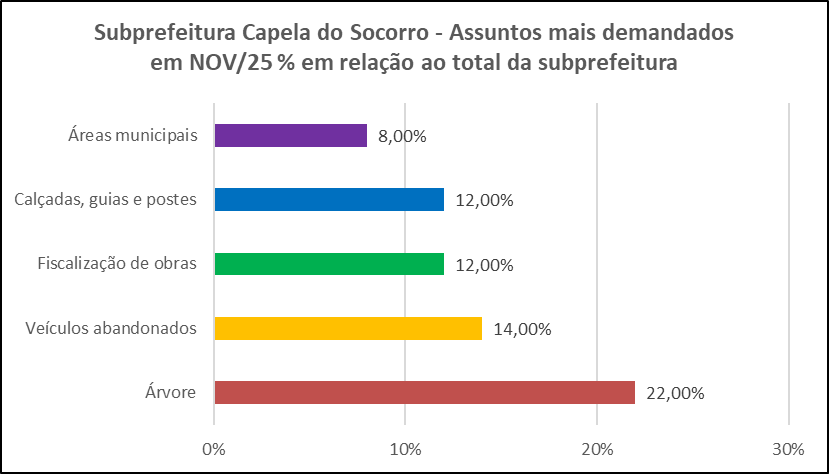 Subprefeitura Capela do Socorro - Assuntos mais demandados
em NOV/25 % em relação ao total da subprefeitura
Áreas municipais
8,00%
Calçadas, guias e postes
12,00%
Fiscalização de obras
12,00%
Veículos abandonados
14,00%
Árvore
22,00%
0%
10%
20%
30%